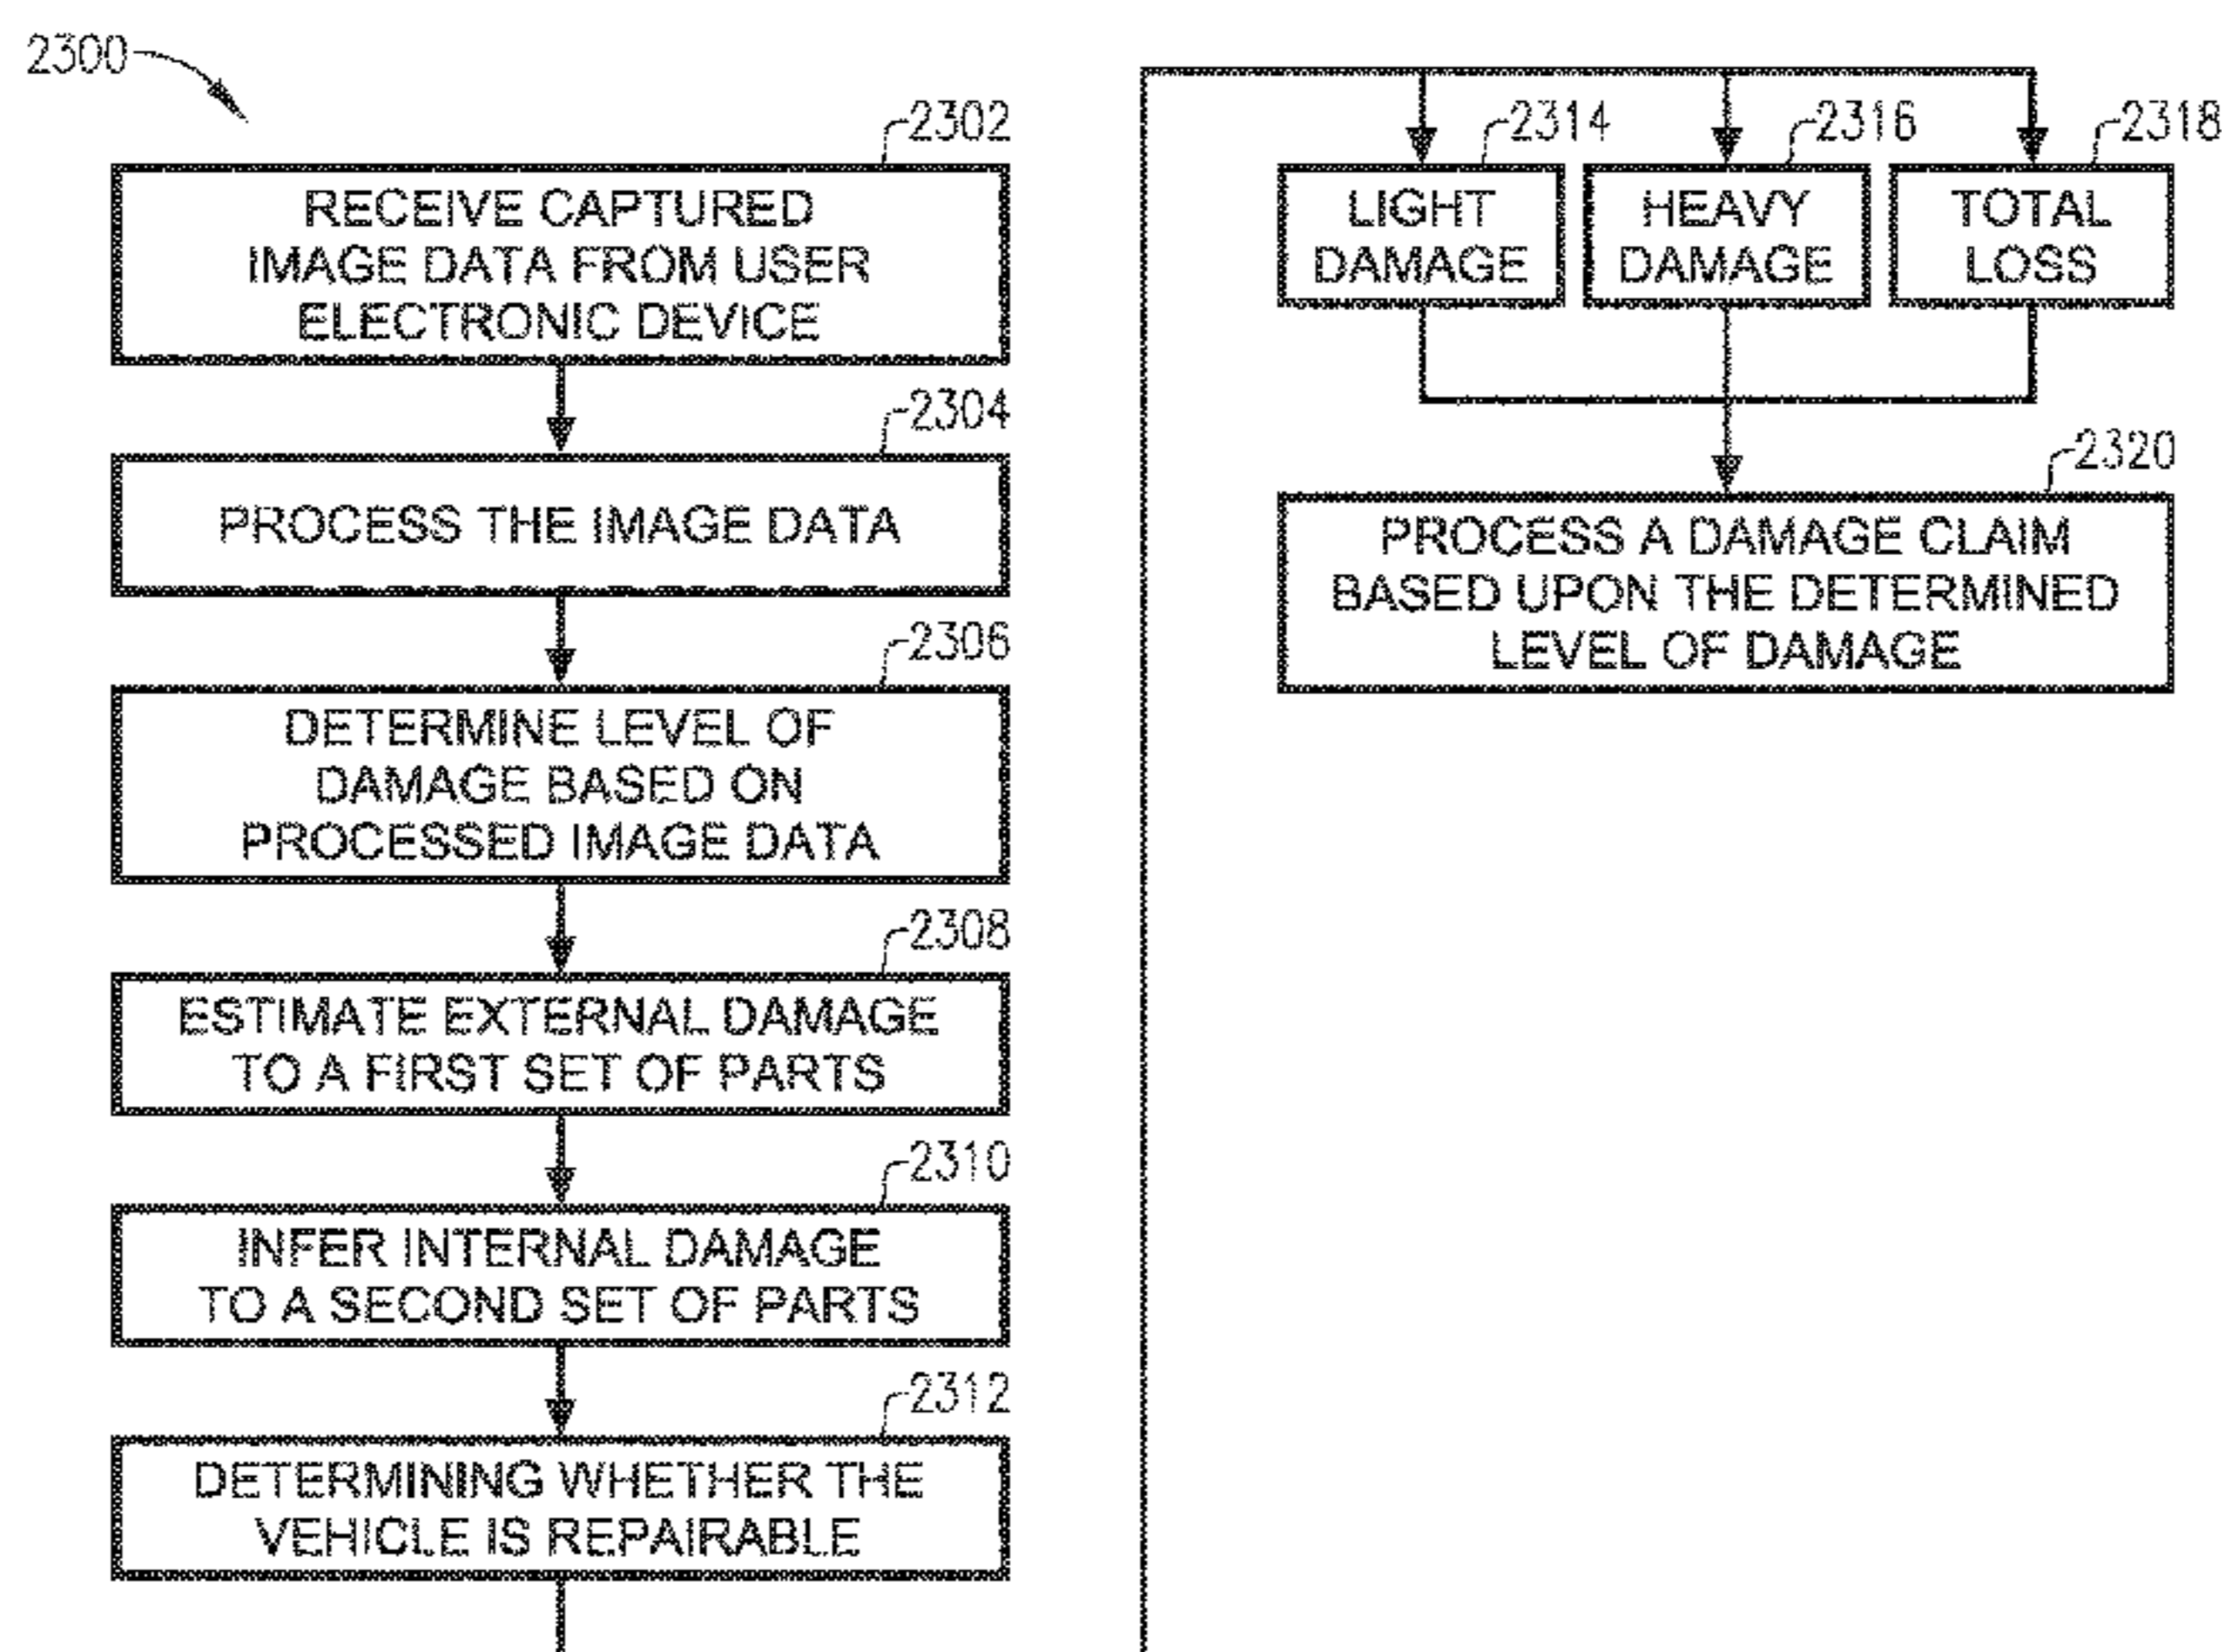 2300
2302
RECEIVE CAPTURED
IMAGE DATA FROM USER
ELECTRONIC DEVICE
2304
PROCESS THE IMAGE DATA
2306
DETERMINE LEVEL OF
DAMAGE BASED ON
PROCESSED IMAGE DATA
2308
ESTIMATE EXTERNAL DAMAGE
TO A FIRST SET OF PARTS
2310
INFER INTERNAL DAMAGE
TO A SECOND SET OF PARTS
2312
DETERMINING WHETHER THE
VEHICLE IS REPAIRABLE
2314
LIGHT
DAMAGE
2316
HEAVY
DAMAGE
2318
TOTAL
LOSS
2320
PROCESS A DAMAGE CLAIM
BASED UPON THE DETERMINED
LEVEL OF DAMAGE